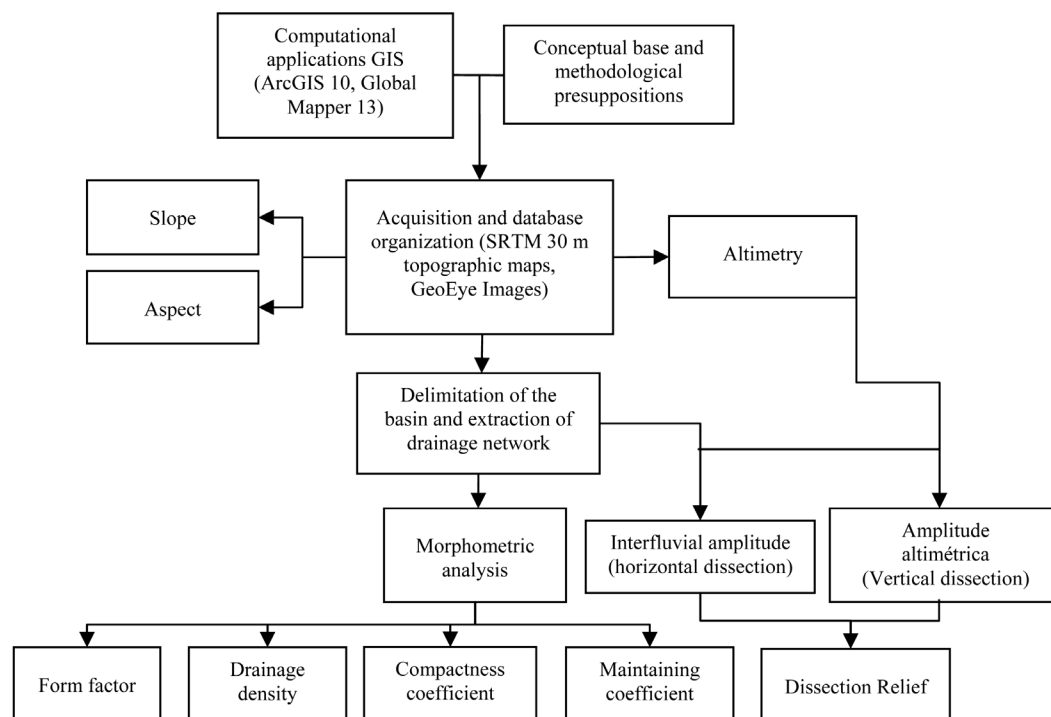 Computational
applications GIS
(ArcGIS 10, Global
Mapper 13)
Conceptual base and
methodological
presuppositions
Slope
Acquisition and database
organization (SRTM 30 m
topographic maps,
GeoEye Images)
Altimetry
Aspect
Delimitation of the
basin and extraction of
drainage network
Morphometric
analysis
Interfluvial amplitude
(horizontal dissection)
Amplitude
altimétrica
(Vertical dissection)
Form factor
Drainage
density
Compactness
coefficient
Maintaining
coefficient
Dissection Relief